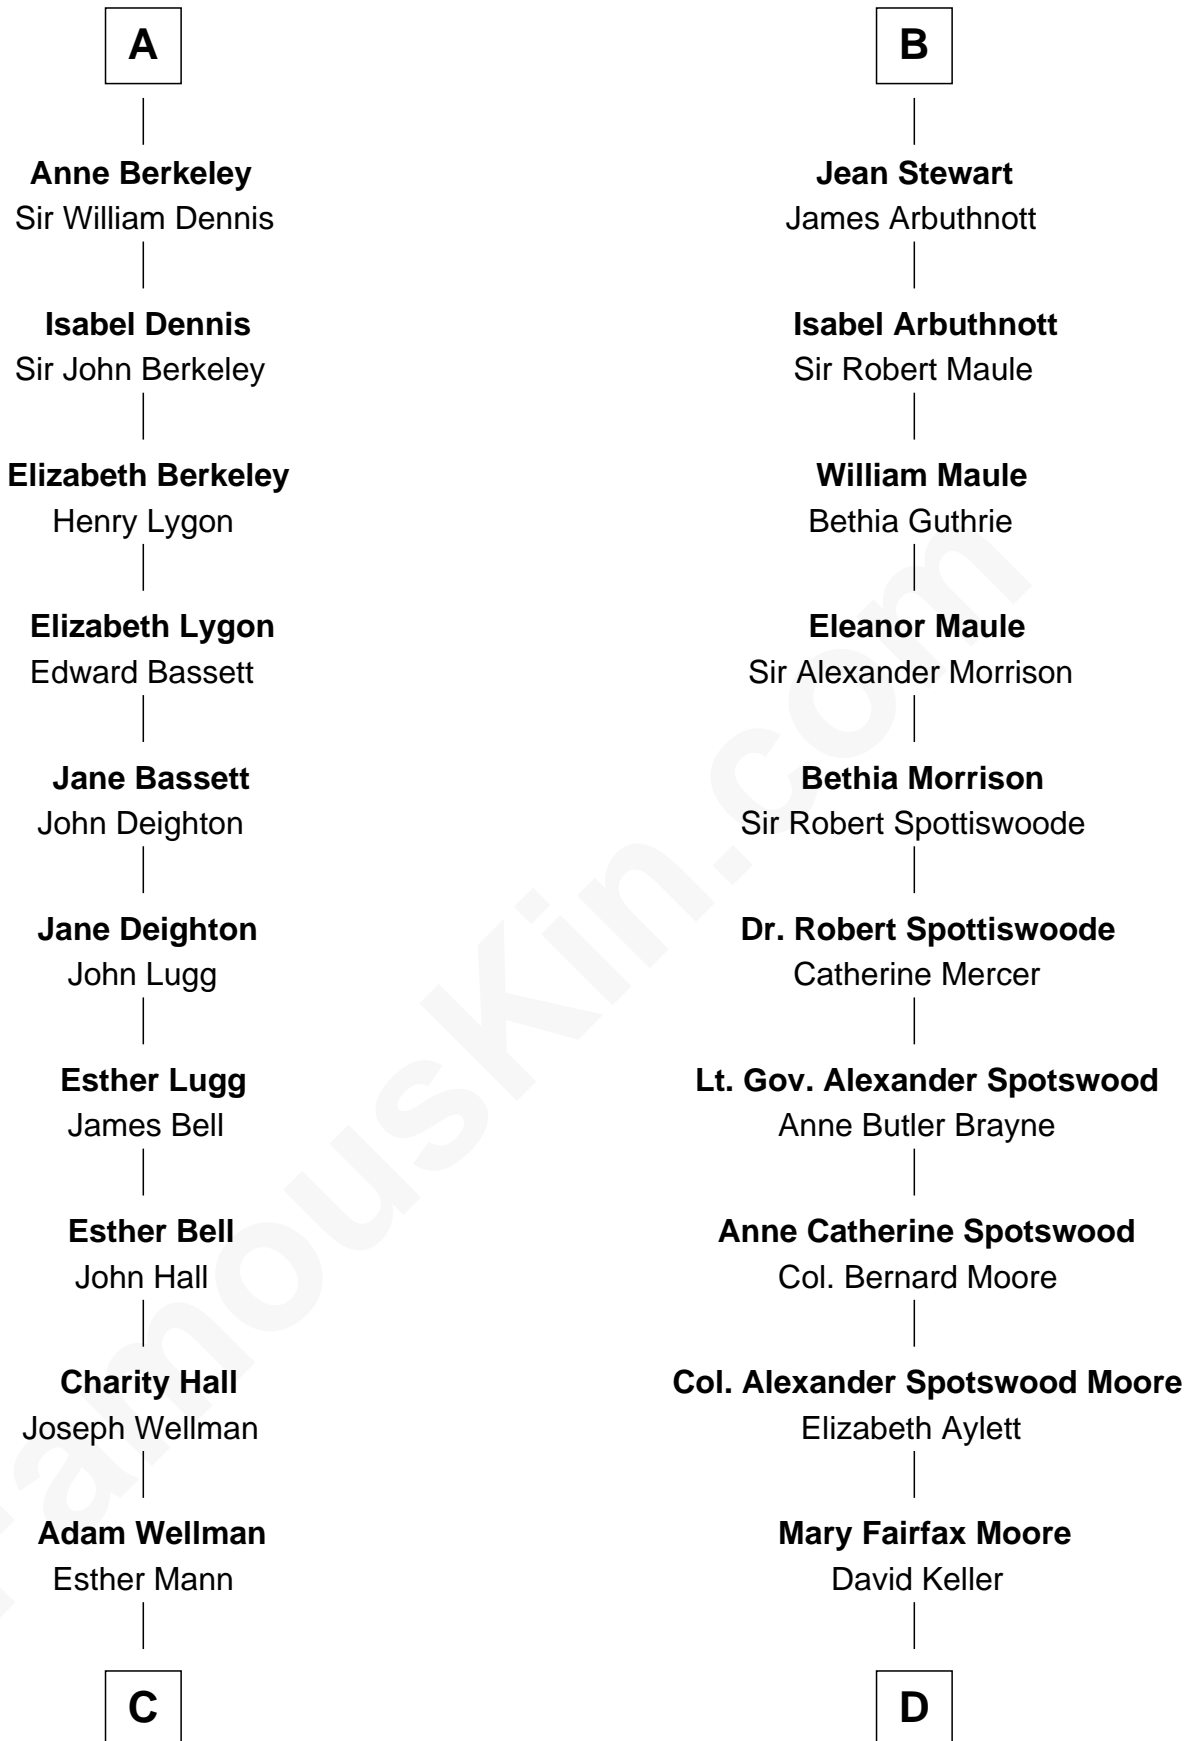 A
Anne Berkeley
Sir William Dennis
Isabel Dennis
Sir John Berkeley
Elizabeth Berkeley
Henry Lygon
Elizabeth Lygon
Edward Bassett
Jane Bassett
John Deighton
Jane Deighton
John Lugg
Esther Lugg
James Bell
Esther Bell
John Hall
Charity Hall
Joseph Wellman
Adam Wellman
Esther Mann
C
B
Jean Stewart
James Arbuthnott
Isabel Arbuthnott
Sir Robert Maule
William Maule
Bethia Guthrie
Eleanor Maule
Sir Alexander Morrison
Bethia Morrison
Sir Robert Spottiswoode
Dr. Robert Spottiswoode
Catherine Mercer
Lt. Gov. Alexander Spotswood
Anne Butler Brayne
Anne Catherine Spotswood
Col. Bernard Moore
Col. Alexander Spotswood Moore
Elizabeth Aylett
Mary Fairfax Moore
David Keller
D
FamousKin.com